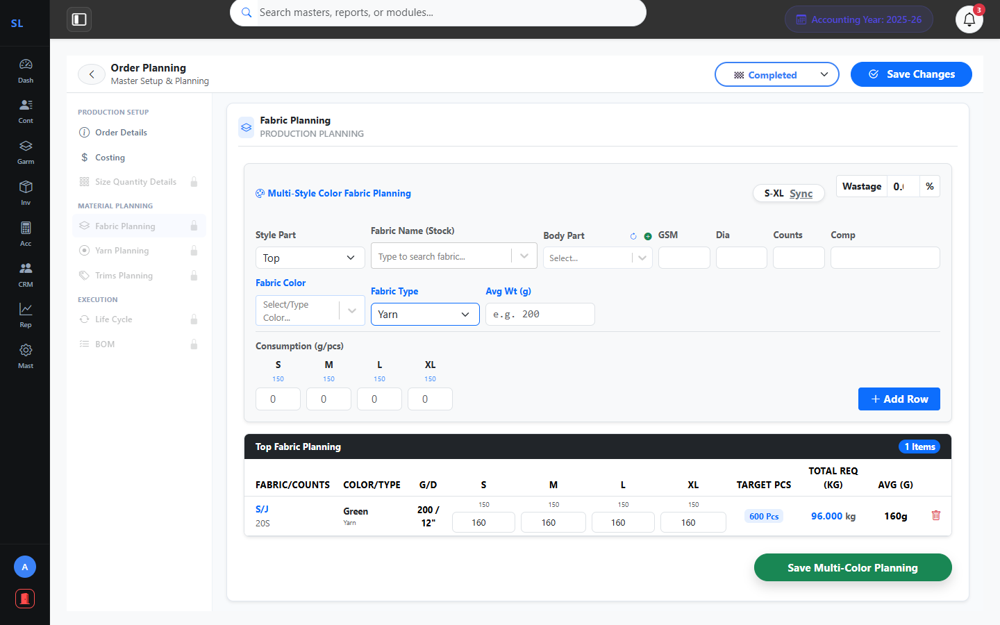 SL
Search masters, reports, or modules...
Accounting Year: 2025-26
3
Dash
Cont
Garm
Inv
Acc
CRM
Rep
Mast
A
Order Planning
Master Setup & Planning
Completed
Save Changes
PRODUCTION SETUP
Order Details
Costing
Size Quantity Details
MATERIAL PLANNING
Fabric Planning
Yarn Planning
Trims Planning
EXECUTION
Life Cycle
BOM
Fabric Planning
PRODUCTION PLANNING
Multi-Style Color Fabric Planning
S-XL Sync
Wastage 0. %
Style Part
Top
Fabric Name (Stock)
Type to search fabric...
Body Part
Select...
GSM
Dia
Counts
Comp
Fabric Color
Select/Type
Color...
Fabric Type
Yarn
Avg Wt (g)
e.g. 200
Consumption (g/pcs)
S M L XL
150 150 150 150
0 0 0 0
+ Add Row
Top Fabric Planning
1 Items
FABRIC/COUNTS COLOR/TYPE G/D S M L XL TARGET PCS TOTAL REQ (KG) AVG (G)
S/J
20S
Green
Yarn
200 /
12"
150 150 150 150
160 160 160 160
600 Pcs
96.000 kg
160g
Save Multi-Color Planning